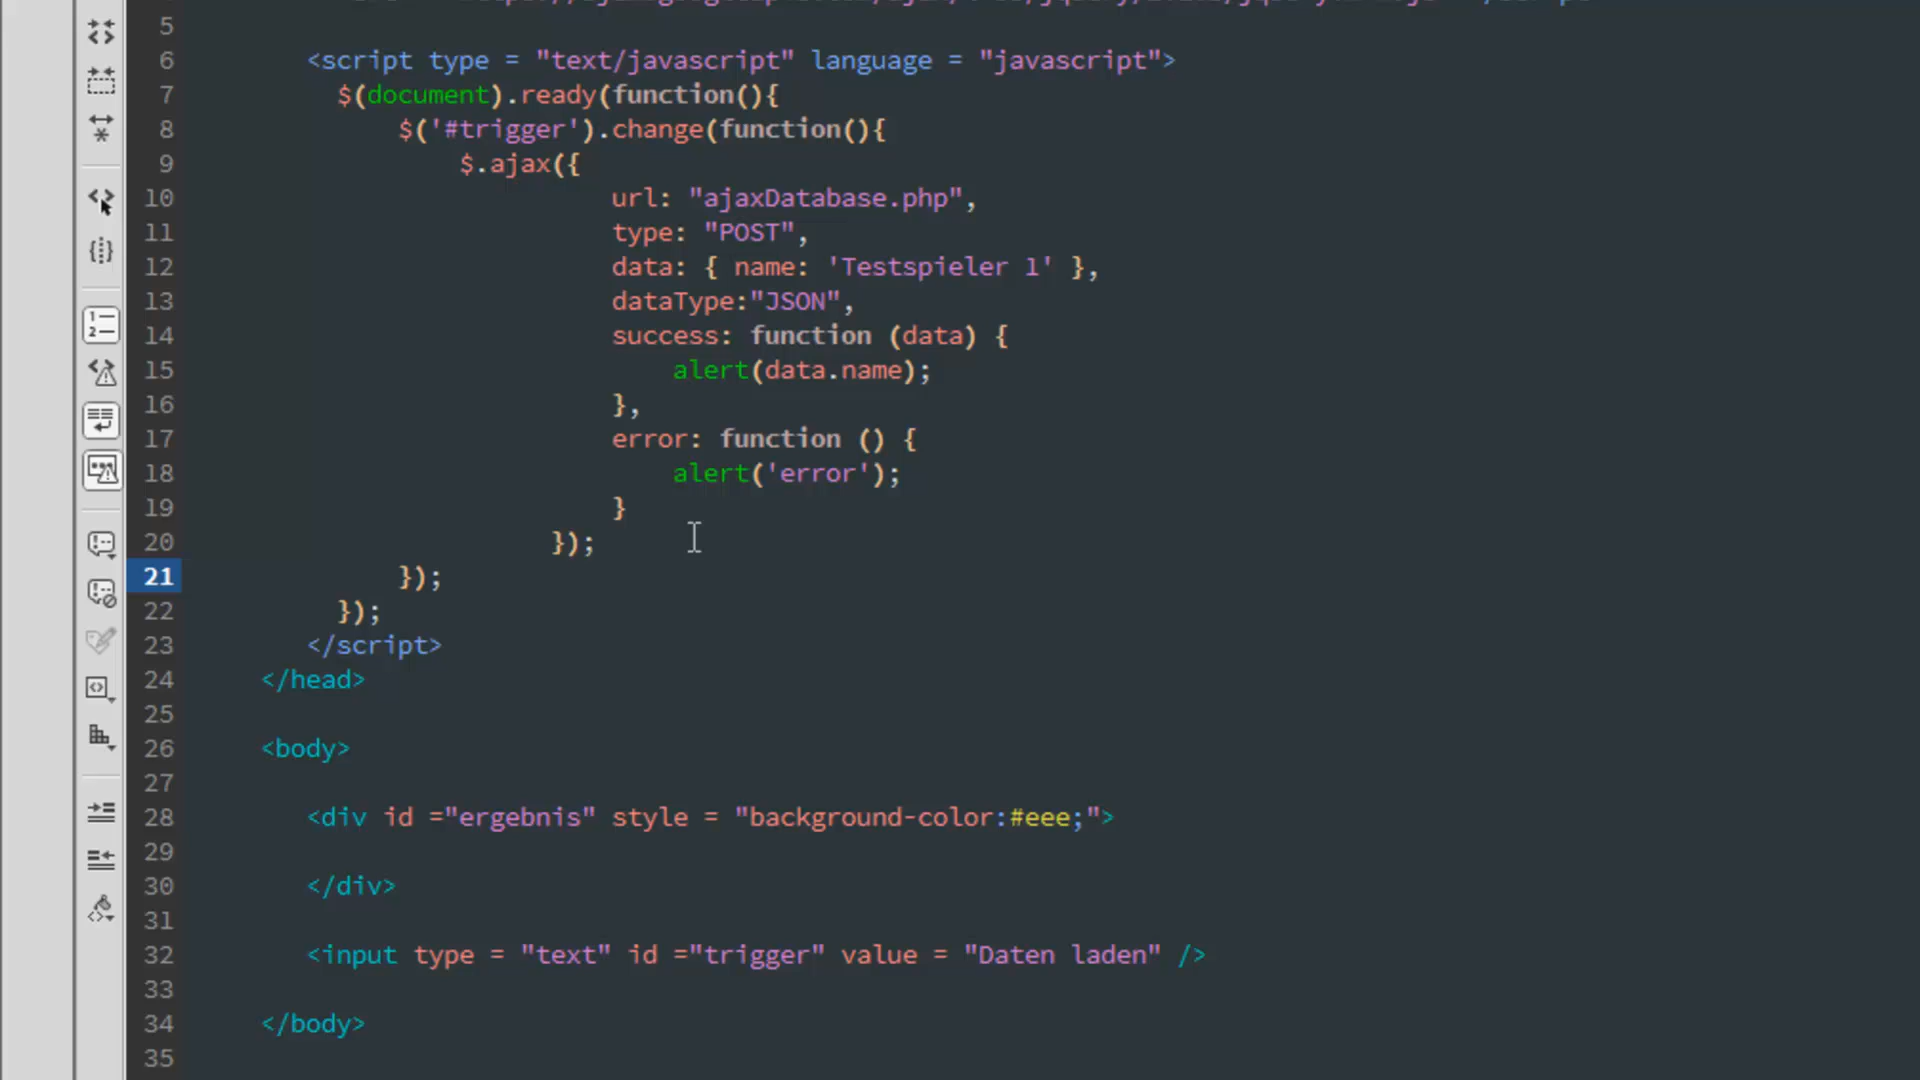 5
6 <script type = "text/javascript" language = "javascript">
7 $(document).ready(function(){
8 $('#trigger').change(function(){
9 $.ajax({
10 url: "ajaxDatabase.php",
11 type: "POST",
12 data: { name: 'Testspieler 1' },
13 dataType:"JSON",
14 success: function (data) {
15 alert(data.name);
16 },
17 error: function () {
18 alert('error');
19 }
20 });
21 });
22 });
23 </script>
24 </head>
25
26 <body>
27
28 <div id ="ergebnis" style = "background-color:#eee;">
29
30 </div>
31
32 <input type = "text" id ="trigger" value = "Daten laden" />
33
34 </body>
35